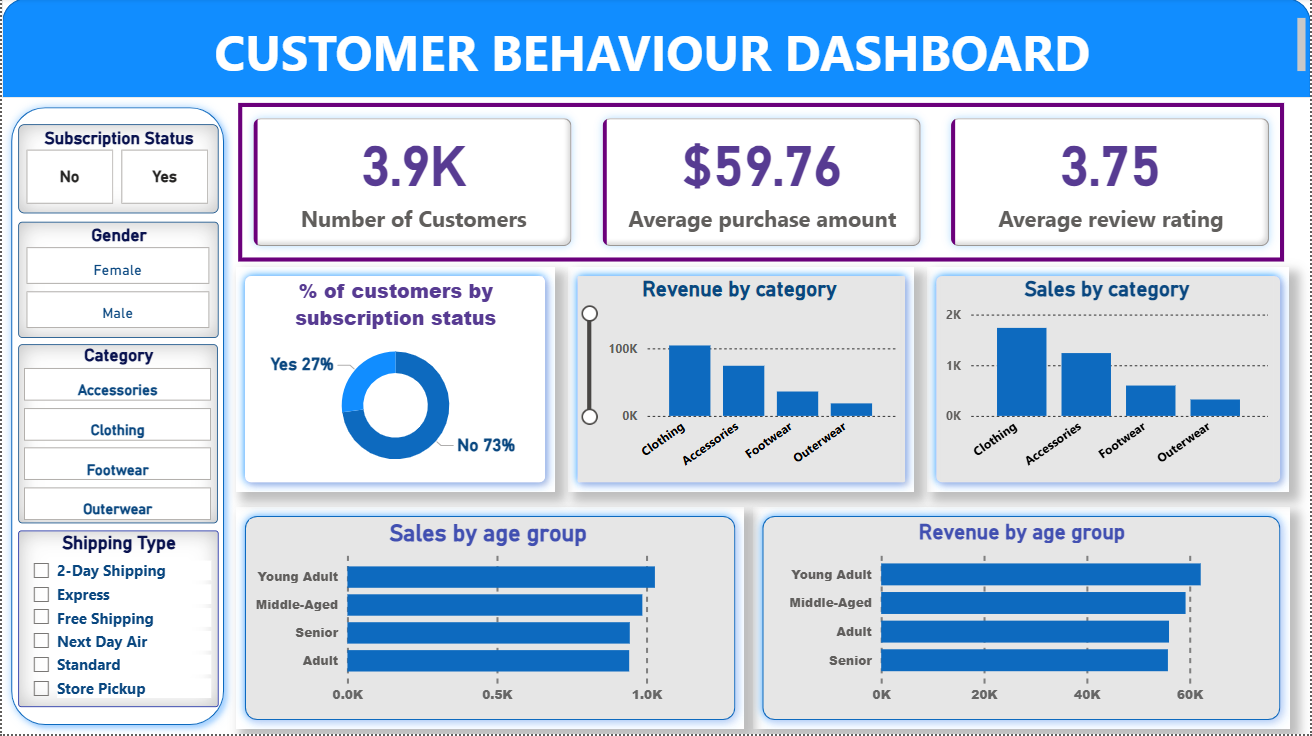 CUSTOMER BEHAVIOUR DASHBOARD
Subscription Status
No
Yes
Gender
Female
Male
Category
Accessories
Clothing
Footwear
Outerwear
Shipping Type
2-Day Shipping
Express
Free Shipping
Next Day Air
Standard
Store Pickup
3.9K
Number of Customers
$59.76
Average purchase amount
3.75
Average review rating
% of customers by
subscription status
Yes 27%
No 73%
Revenue by category
100K
0K
Clothing
Accessories
Footwear
Outerwear
Sales by category
2K
1K
0K
Clothing
Accessories
Footwear
Outerwear
Sales by age group
Young Adult
Middle-Aged
Senior
Adult
0.0K
0.5K
1.0K
Revenue by age group
Young Adult
Middle-Aged
Adult
Senior
0K
20K
40K
60K